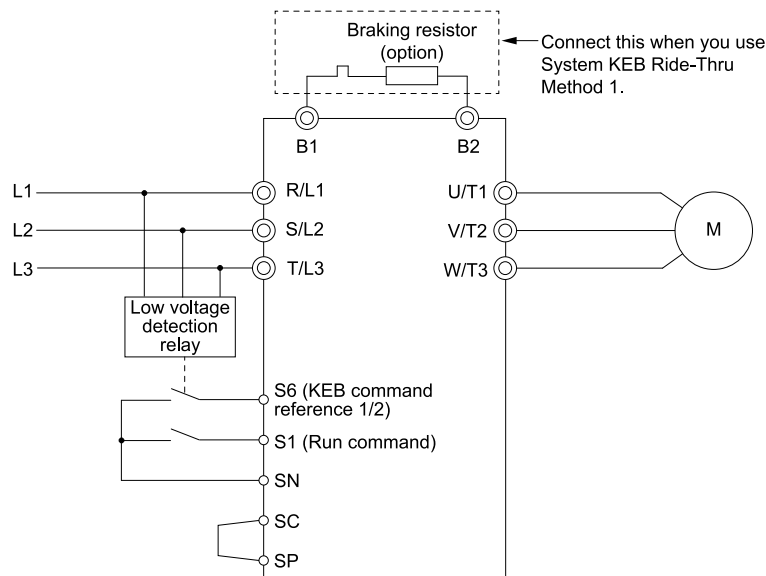 Braking resistor
(option)
Connect this when you use
System KEB Ride-Thru
Method 1.
B1
B2
L1
R/L1
U/T1
L2
S/L2
V/T2
M
L3
T/L3
W/T3
Low voltage
detection
relay
S6 (KEB command
reference 1/2)
S1 (Run command)
SN
SC
SP